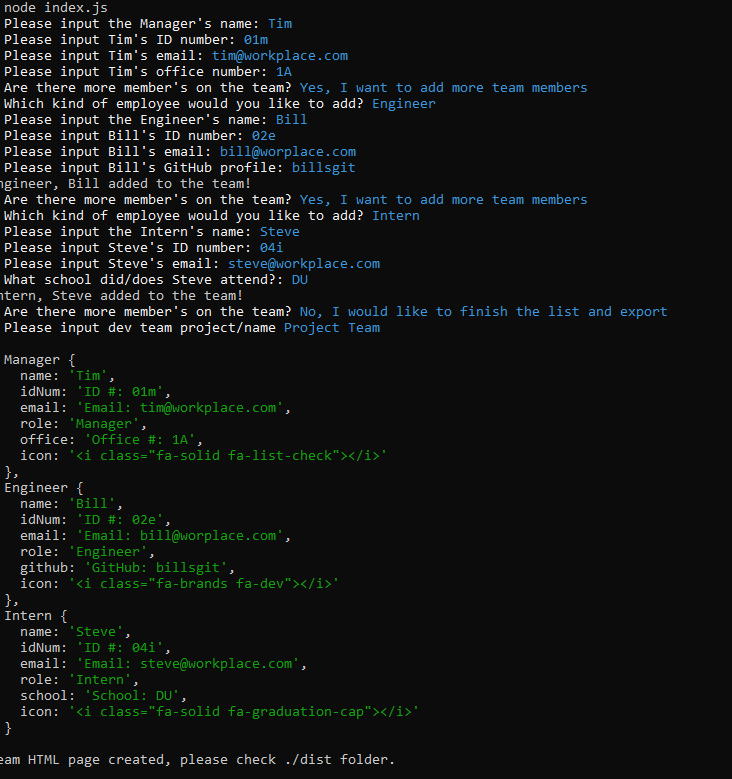 node index.js
Please input the Manager's name: Tim
Please input Tim's ID number: 01m
Please input Tim's email: tim@workplace.com
Please input Tim's office number: 1A
Are there more member's on the team? Yes, I want to add more team members
Which kind of employee would you like to add? Engineer
Please input the Engineer's name: Bill
Please input Bill's ID number: 02e
Please input Bill's email: bill@worplace.com
Please input Bill's GitHub profile: billsgit
ngineer, Bill added to the team!
Are there more member's on the team? Yes, I want to add more team members
Which kind of employee would you like to add? Intern
Please input the Intern's name: Steve
Please input Steve's ID number: 04i
Please input Steve's email: steve@workplace.com
What school did/does Steve attend?: DU
ntern, Steve added to the team!
Are there more member's on the team? No, I would like to finish the list and export
Please input dev team project/name Project Team
Manager {
  name: 'Tim',
  idNum: 'ID #: 01m',
  email: 'Email: tim@workplace.com',
  role: 'Manager',
  office: 'Office #: 1A',
  icon: '<i class="fa-solid fa-list-check"></i>'
},
Engineer {
  name: 'Bill',
  idNum: 'ID #: 02e',
  email: 'Email: bill@worplace.com',
  role: 'Engineer',
  github: 'GitHub: billsgit',
  icon: '<i class="fa-brands fa-dev"></i>'
},
Intern {
  name: 'Steve',
  idNum: 'ID #: 04i',
  email: 'Email: steve@workplace.com',
  role: 'Intern',
  school: 'School: DU',
  icon: '<i class="fa-solid fa-graduation-cap"></i>'
}
eam HTML page created, please check ./dist folder.